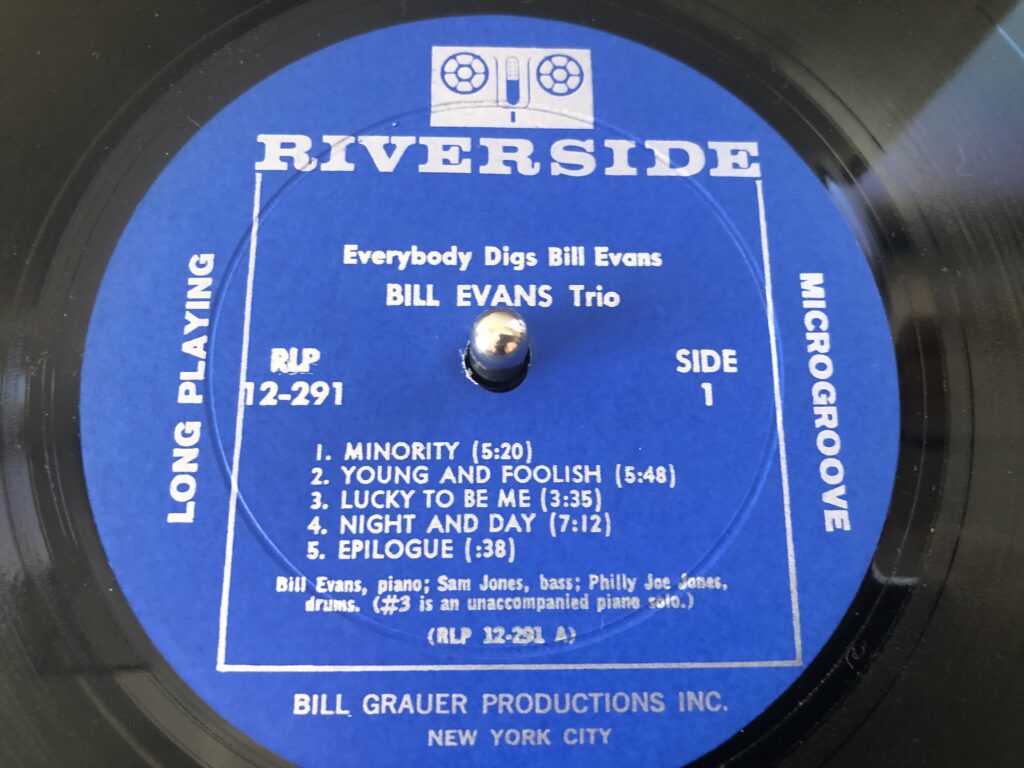 RIVERSIDE
Everybody Digs Bill Evans
BILL EVANS Trio
LONG PLAYING
RLP
12-291
SIDE
1
MICROGROOVE
1. MINORITY (5:20)
2. YOUNG AND FOOLISH (5:48)
3. LUCKY TO BE ME (3:35)
4. NIGHT AND DAY (7:12)
5. EPILOGUE (:38)
Bill Evans, piano; Sam Jones, bass; Philly Joe Jones,
drums. (#3 is an unaccompanied piano solo.)
(RLP 12-291 A)
BILL GRAUER PRODUCTIONS INC.
NEW YORK CITY